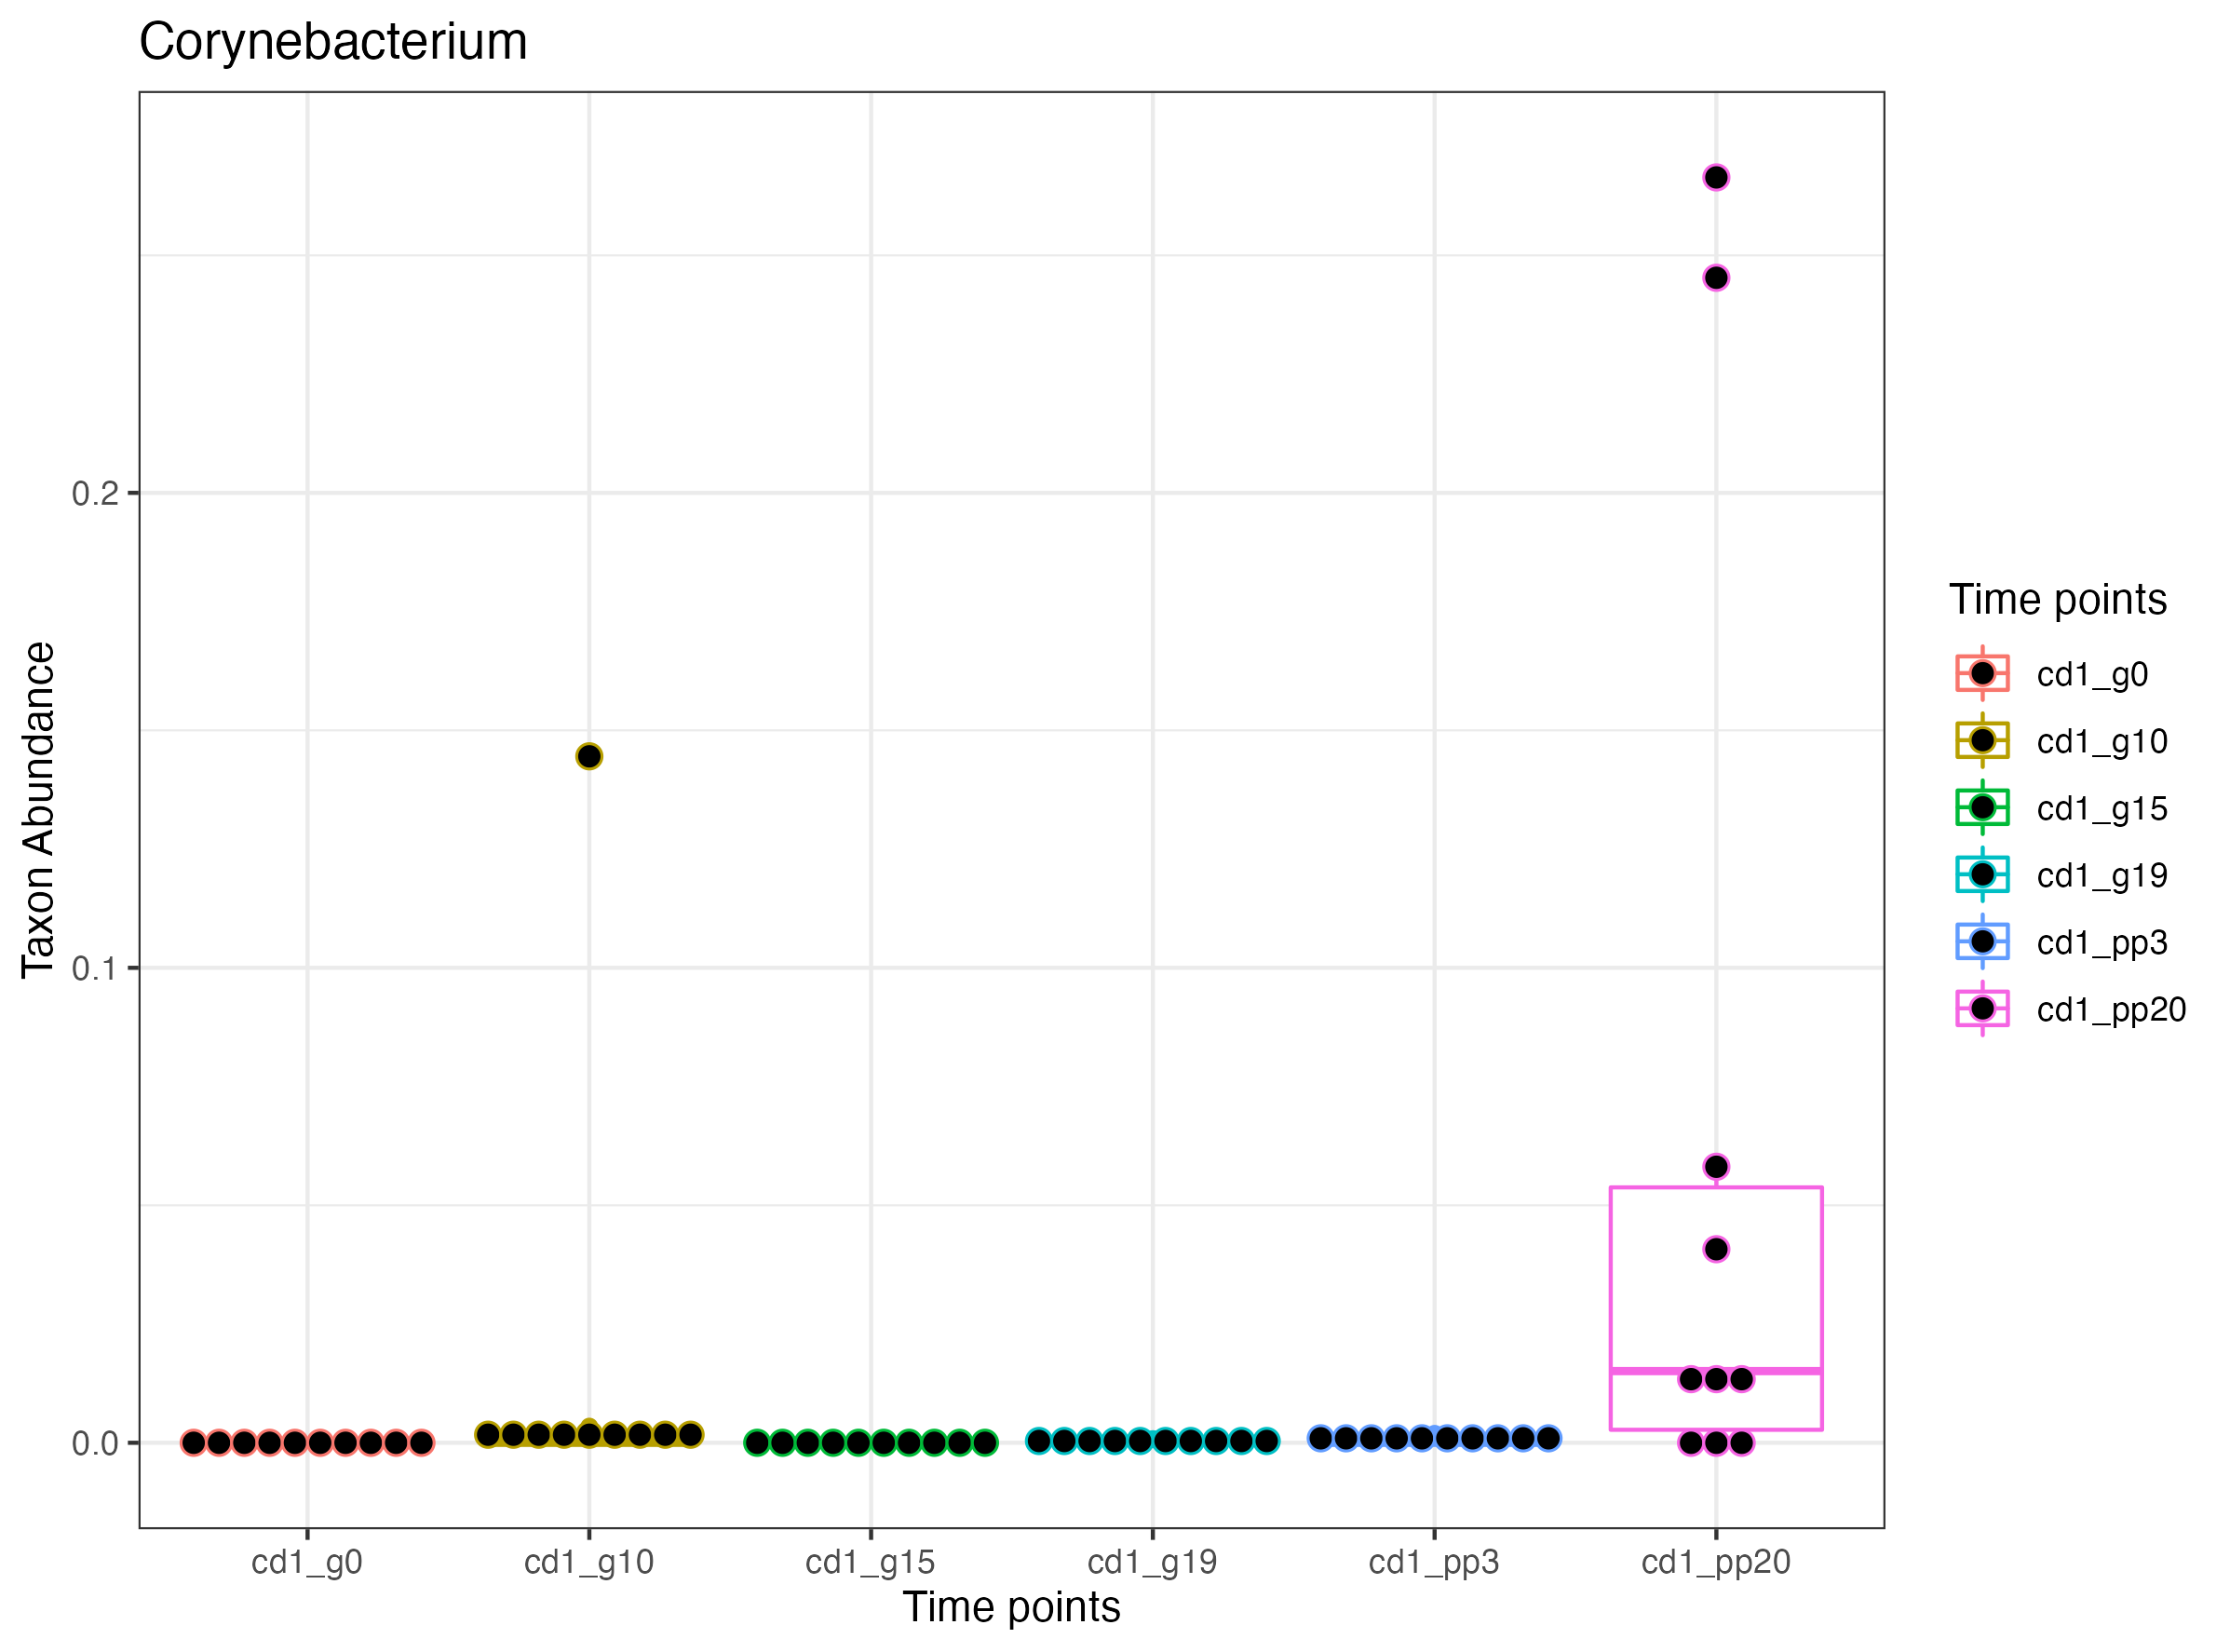 Corynebacterium
Taxon Abundance
0.2
0.1
0.0
cd1_g0 cd1_g10 cd1_g15 cd1_g19 cd1_pp3 cd1_pp20
Time points
Time points
cd1_g0
cd1_g10
cd1_g15
cd1_g19
cd1_pp3
cd1_pp20